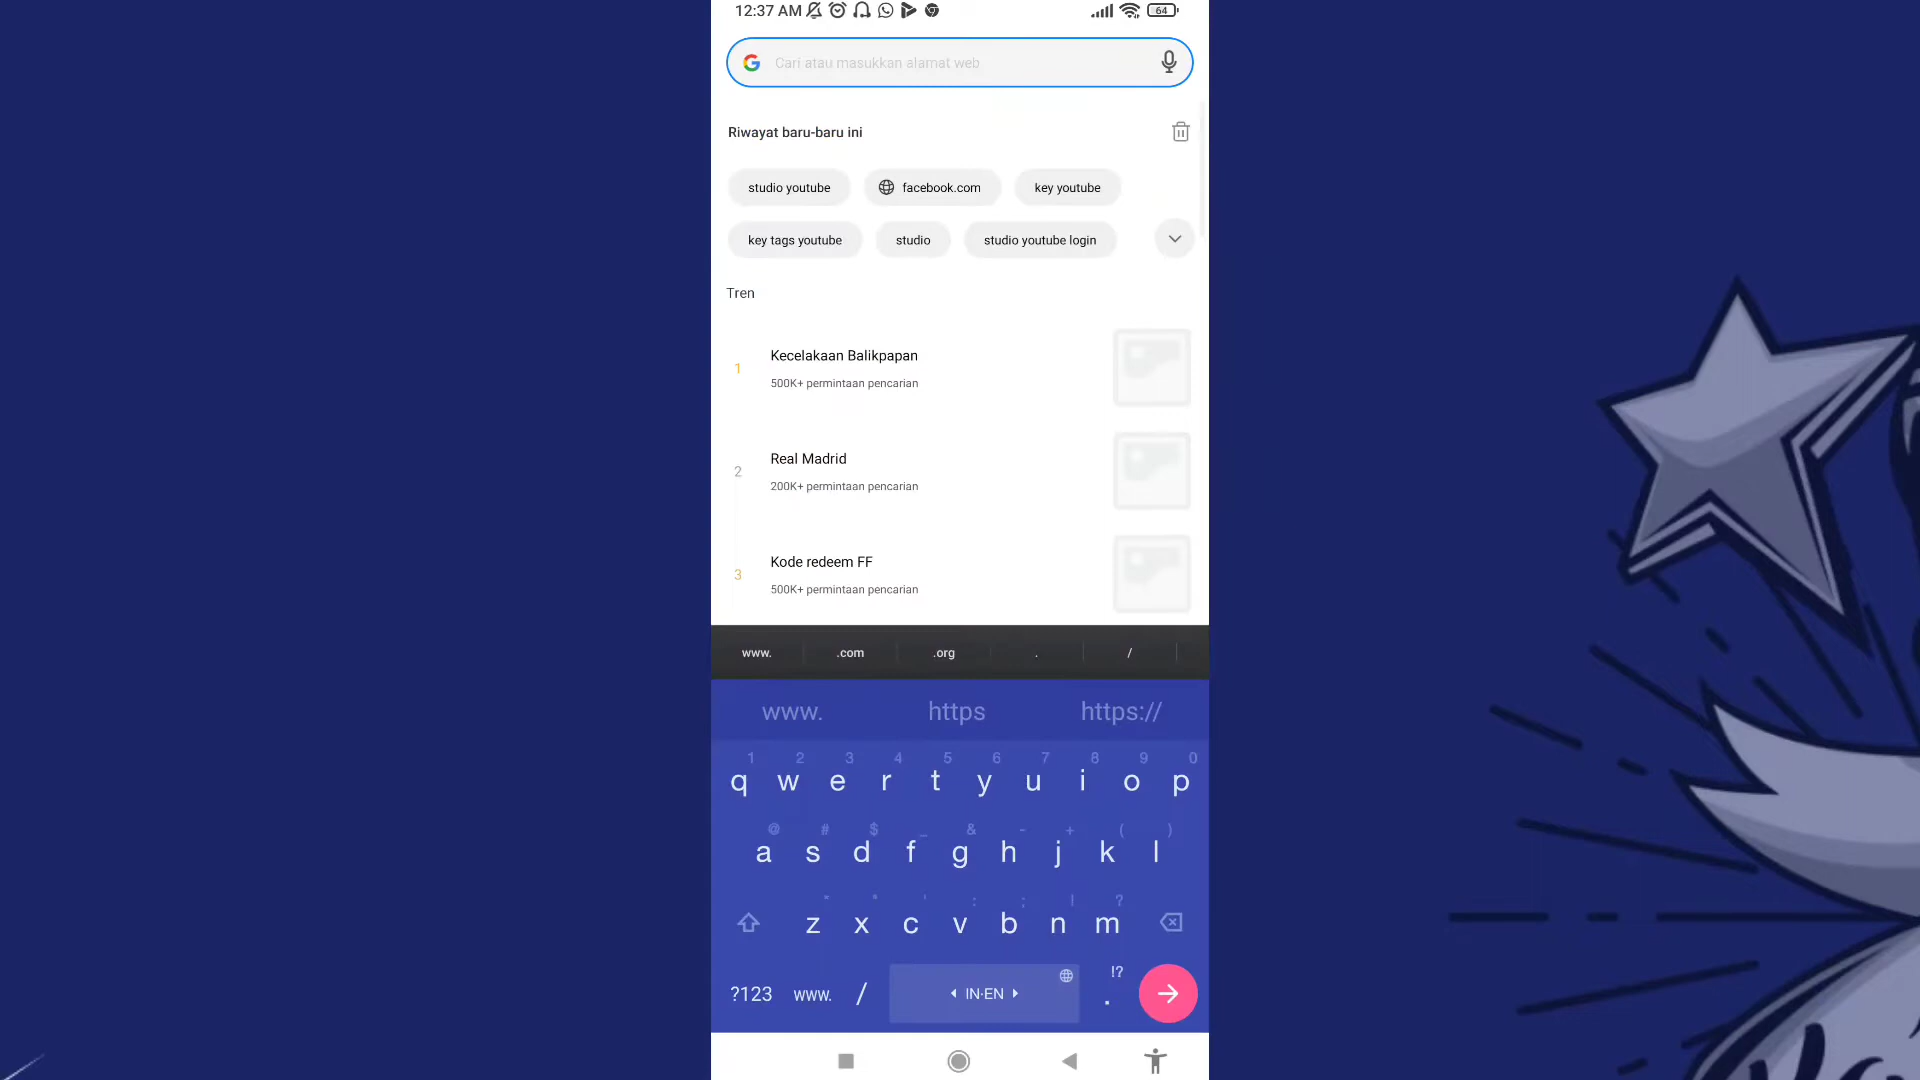 12:37 AM 64
Cari atau masukkan alamat web
Riwayat baru-baru ini
studio youtube facebook.com key youtube
key tags youtube studio studio youtube login
Tren
1 Kecelakaan Balikpapan
500K+ permintaan pencarian
2 Real Madrid
200K+ permintaan pencarian
3 Kode redeem FF
500K+ permintaan pencarian
www. .com .org . /
www. https https://
1 2 3 4 5 6 7 8 9 0
q w e r t y u i o p
@ # $ _ & - + ( )
a s d f g h j k l
" * ' : ; ! ?
z x c v b n m
!?
?123 www. / IN·EN .